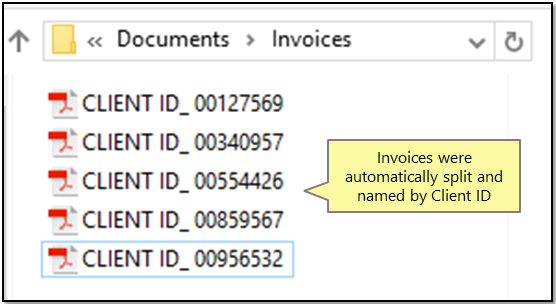 « Documents > Invoices
CLIENT ID_ 00127569
CLIENT ID_ 00340957
CLIENT ID_ 00554426
CLIENT ID_ 00859567
CLIENT ID_ 00956532
Invoices were
automatically split and
named by Client ID